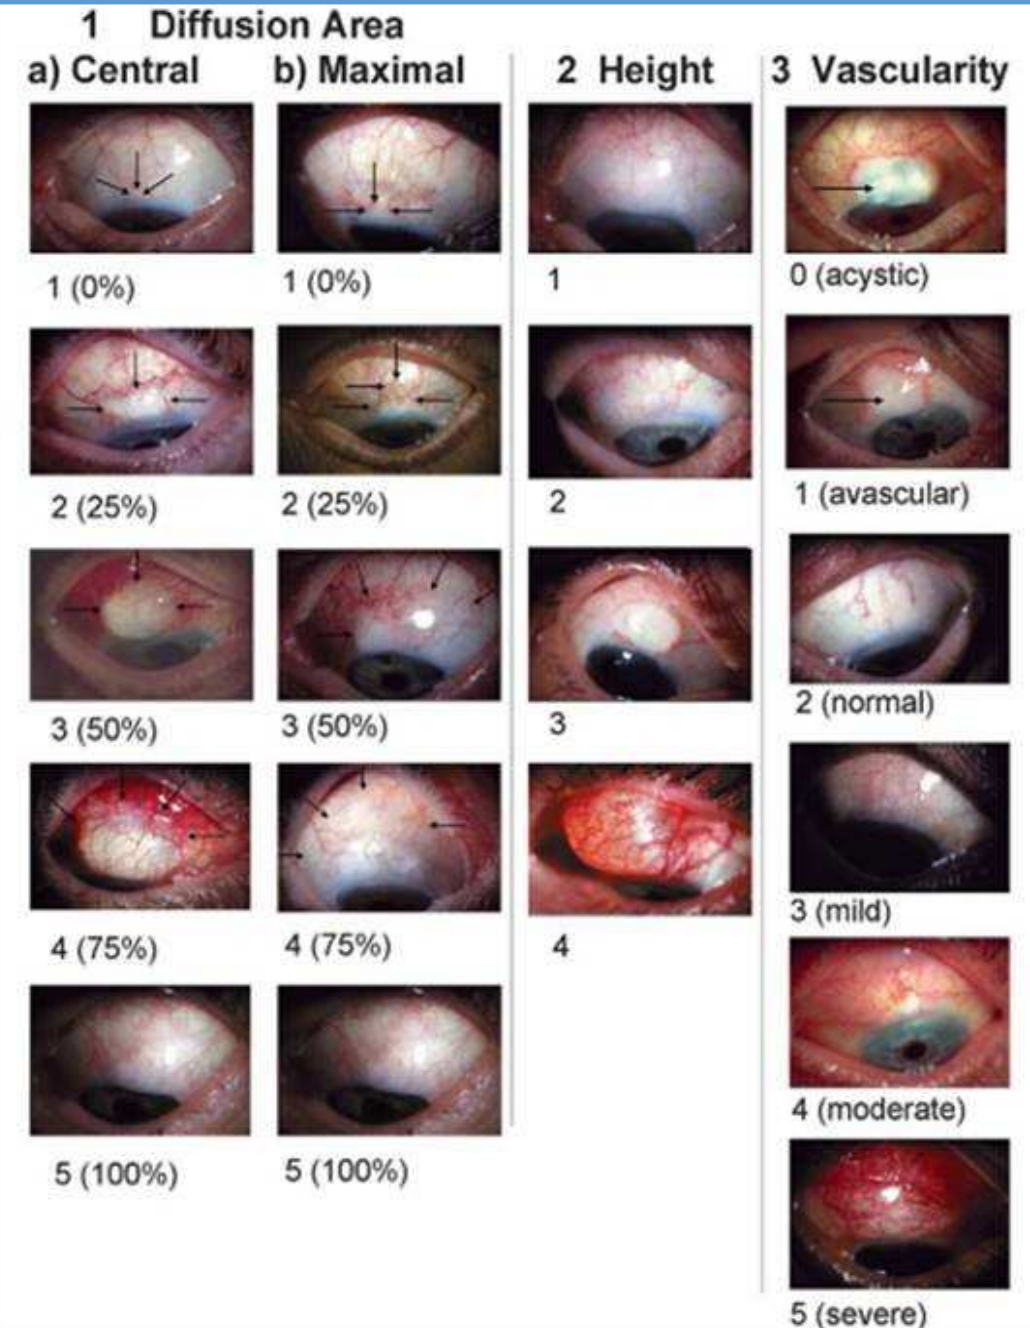 1 Diffusion Area
a) Central
b) Maximal
2 Height
3 Vascularity
1 (0%)
1 (0%)
1
0 (acystic)
2 (25%)
2 (25%)
2
1 (avascular)
3 (50%)
3 (50%)
3
2 (normal)
4 (75%)
4 (75%)
4
3 (mild)
5 (100%)
5 (100%)
4 (moderate)
5 (severe)